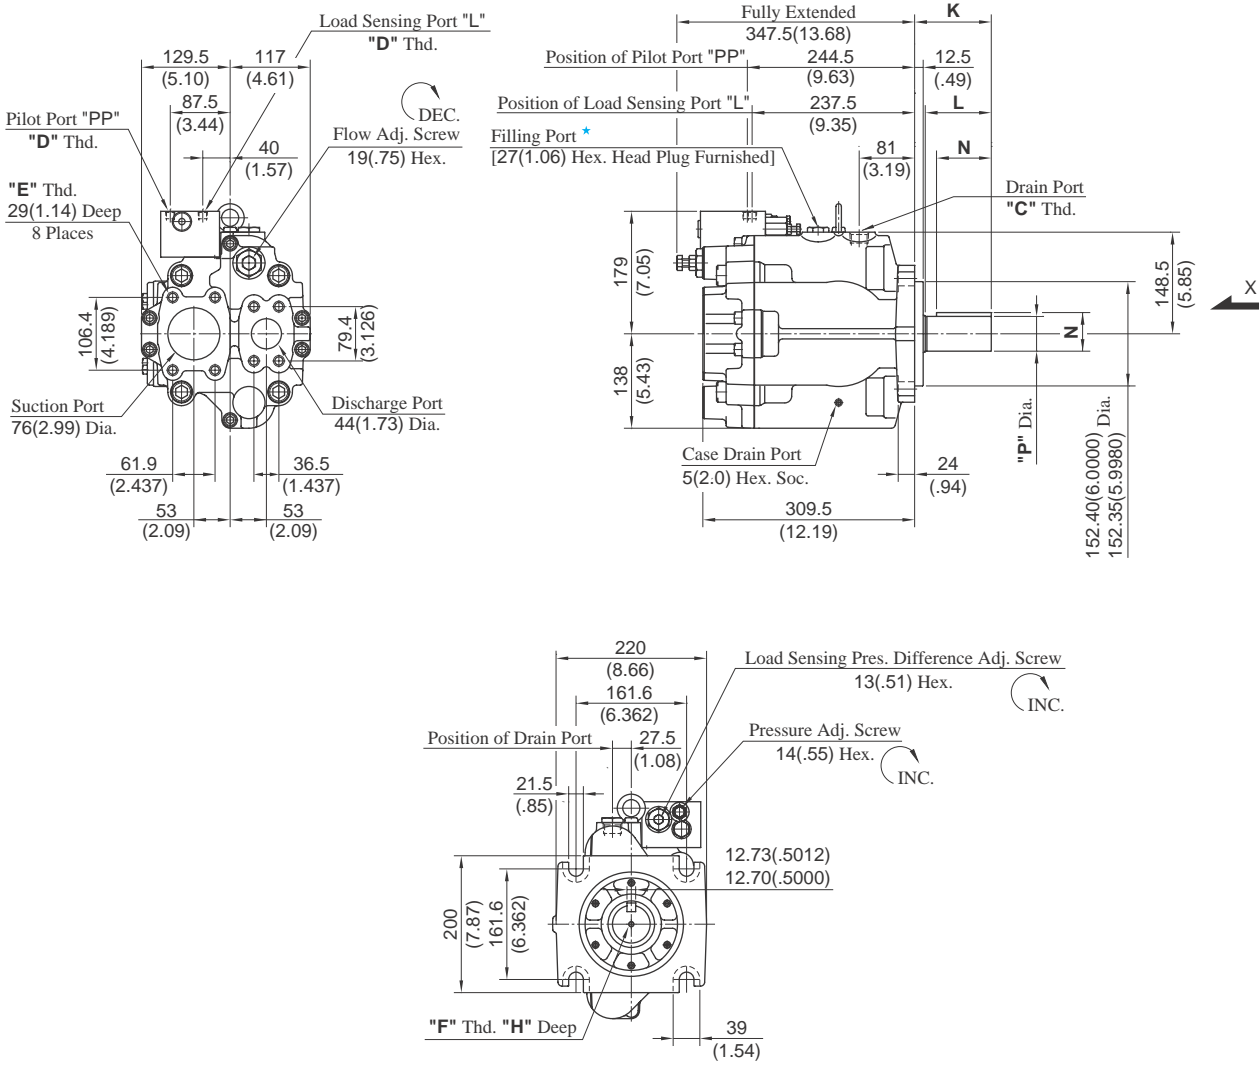 Load Sensing Port "L"
"D" Thd.
129.5
(5.10)
117
(4.61)
87.5
(3.44)
DEC.
Pilot Port "PP"
"D" Thd.
Flow Adj. Screw
19(.75) Hex.
40
(1.57)
"E" Thd.
29(1.14) Deep
8 Places
106.4
(4.189)
79.4
(3.126)
Suction Port
76(2.99) Dia.
Discharge Port
44(1.73) Dia.
61.9
(2.437)
36.5
(1.437)
53
(2.09)
53
(2.09)
Fully Extended
347.5(13.68)
K
Position of Pilot Port "PP"
244.5
(9.63)
12.5
(.49)
Position of Load Sensing Port "L"
237.5
(9.35)
L
Filling Port ★
[27(1.06) Hex. Head Plug Furnished]
81
(3.19)
N
Drain Port
"C" Thd.
179
(7.05)
148.5
(5.85)
X
N
138
(5.43)
"P" Dia.
Case Drain Port
5(2.0) Hex. Soc.
24
(.94)
152.40(6.0000)
152.35(5.9980) Dia.
309.5
(12.19)
220
(8.66)
Load Sensing Pres. Difference Adj. Screw
13(.51) Hex.
INC.
161.6
(6.362)
Position of Drain Port
27.5
(1.08)
Pressure Adj. Screw
14(.55) Hex.
INC.
21.5
(.85)
12.73(.5012)
12.70(.5000)
200
(7.87)
161.6
(6.362)
"F" Thd. "H" Deep
39
(1.54)